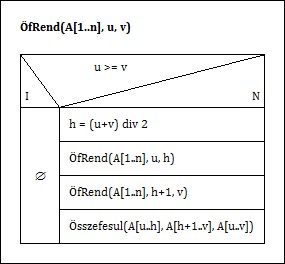 ÖfRend(A[1..n], u, v)
u >= v
I
N
h = (u+v) div 2
ÖfRend(A[1..n], u, h)
∅
ÖfRend(A[1..n], h+1, v)
Összefesul(A[u..h], A[h+1..v], A[u..v])